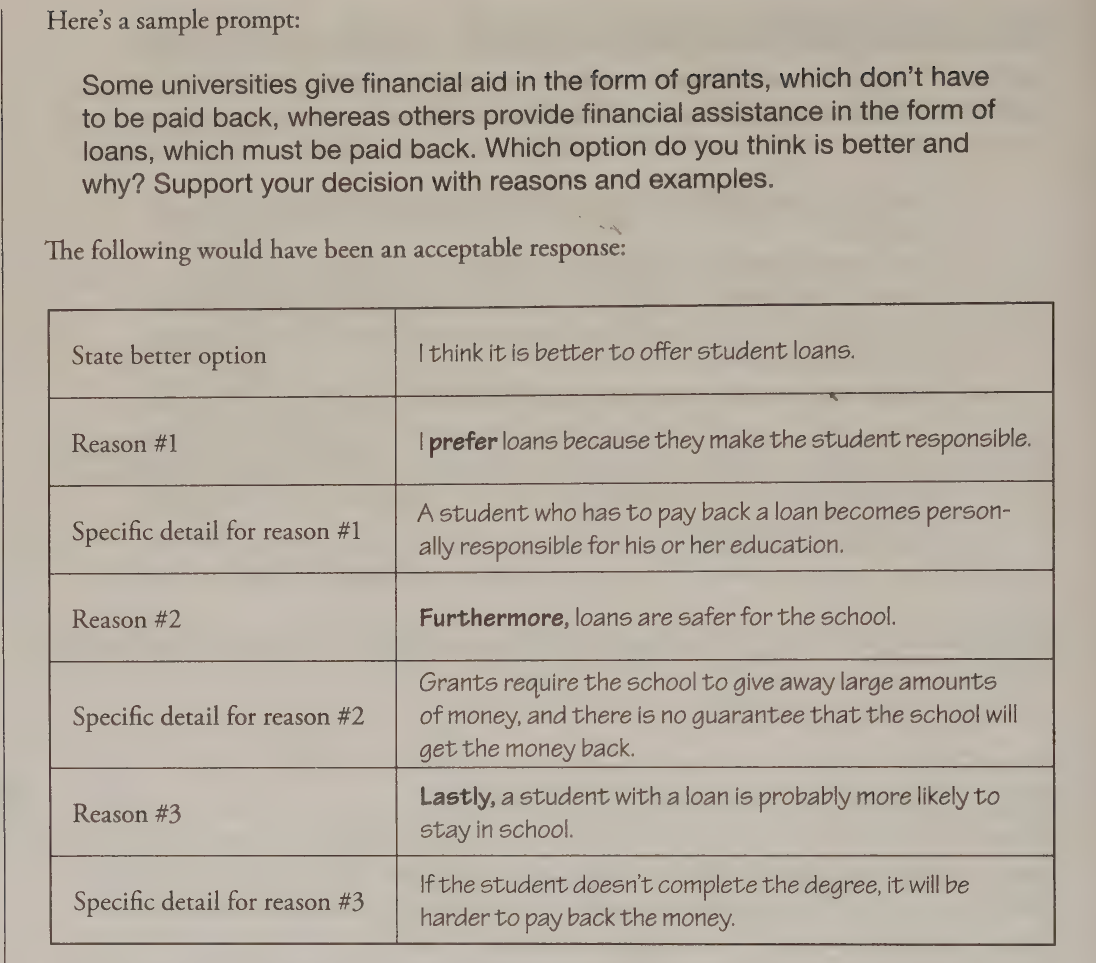 Here's a sample prompt:
Some universities give financial aid in the form of grants, which don't have
to be paid back, whereas others provide financial assistance in the form of
loans, which must be paid back. Which option do you think is better and
why? Support your decision with reasons and examples.
The following would have been an acceptable response:
State better option
I think it is better to offer student loans.
Reason #1
I prefer loans because they make the student responsible.
Specific detail for reason #1
A student who has to pay back a loan becomes person-
ally responsible for his or her education.
Reason #2
Furthermore, loans are safer for the school.
Specific detail for reason #2
Grants require the school to give away large amounts
of money, and there is no guarantee that the school will
get the money back.
Reason #3
Lastly, a student with a loan is probably more likely to
stay in school.
Specific detail for reason #3
If the student doesn't complete the degree, it will be
harder to pay back the money.